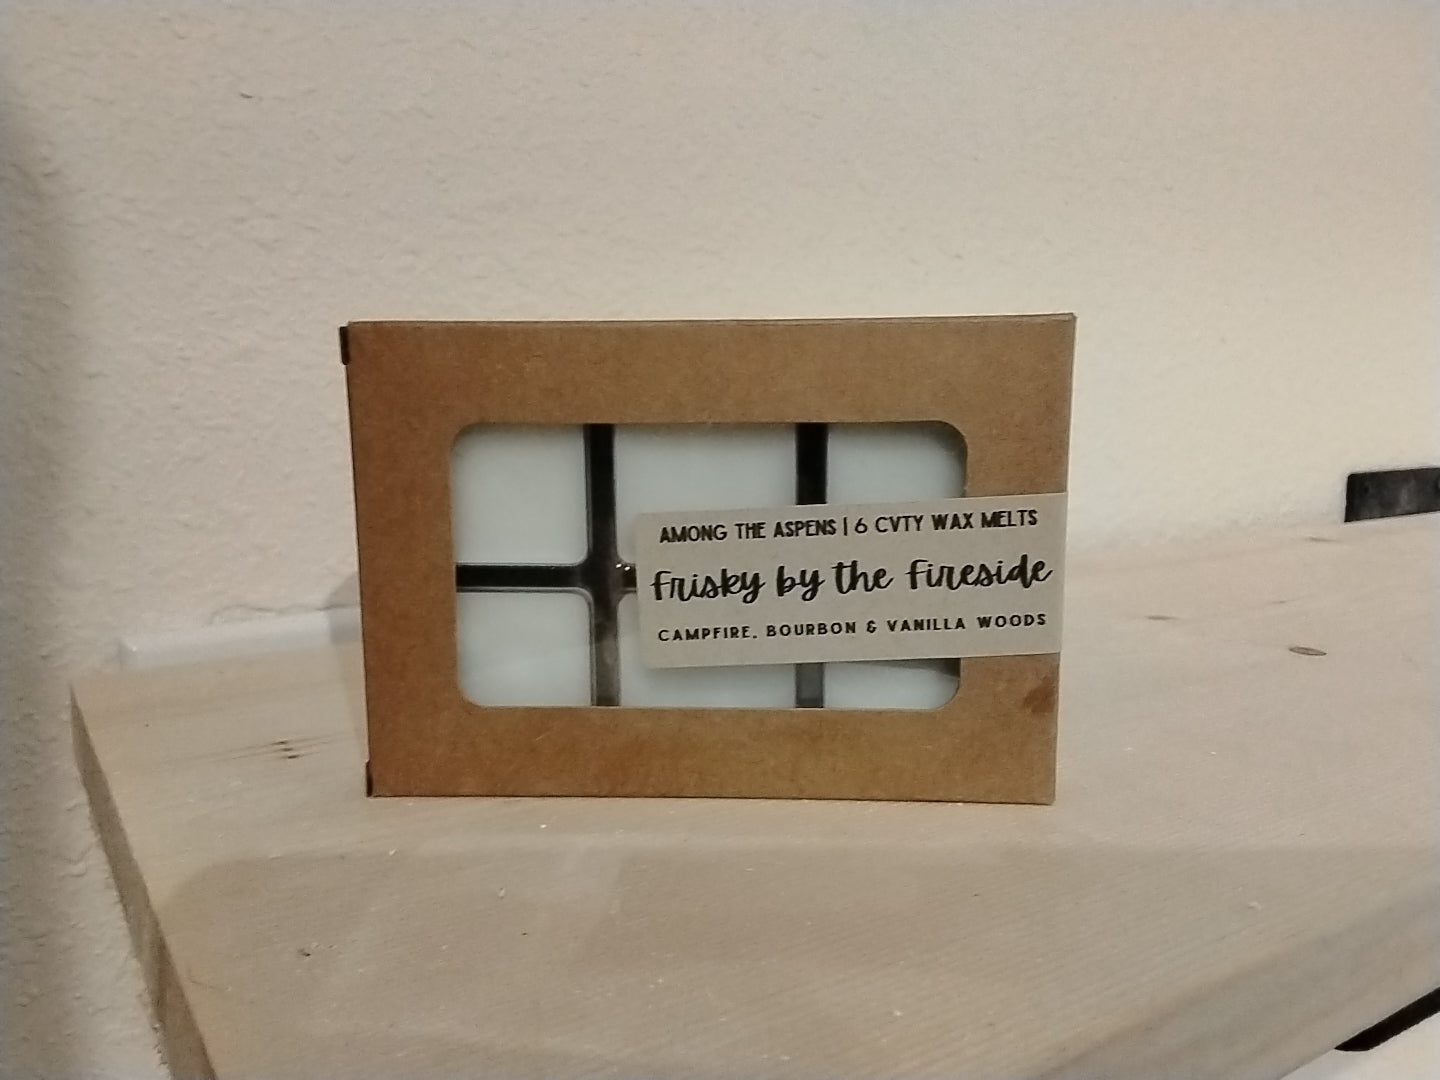 AMONG THE ASPENS | 6 CVTY WAX MELTS
Frisky by the Fireside
CAMPFIRE, BOURBON & VANILLA WOODS